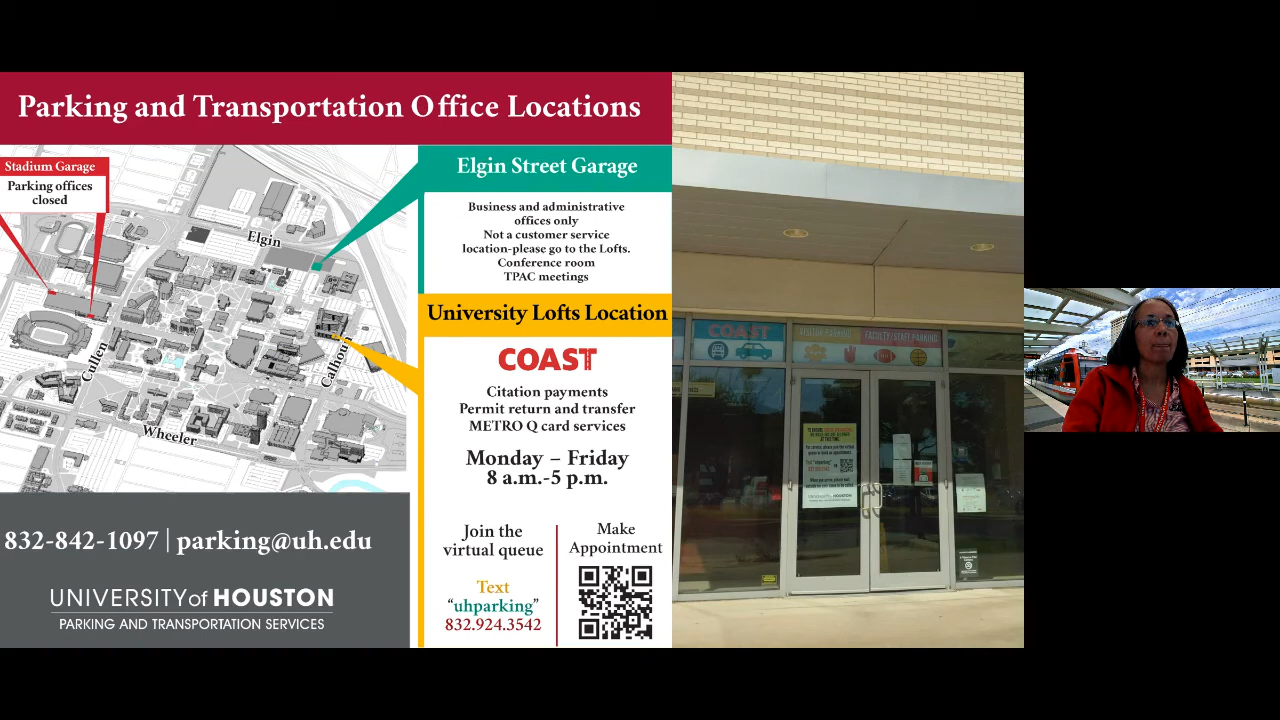 Parking and Transportation Office Locations
Stadium Garage
Parking offices
closed
Elgin
Cullen
Calhoun
Wheeler
832-842-1097 | parking@uh.edu
UNIVERSITY of HOUSTON
PARKING AND TRANSPORTATION SERVICES
Elgin Street Garage
Business and administrative
offices only
Not a customer service
location-please go to the Lofts.
Conference room
TPAC meetings
University Lofts Location
COAST
Citation payments
Permit return and transfer
METRO Q card services
Monday – Friday
8 a.m.-5 p.m.
Join the
virtual queue
Text
“uhparking”
832.924.3542
Make
Appointment
COAST
VISITOR PARKING
FACULTY/STAFF PARKING